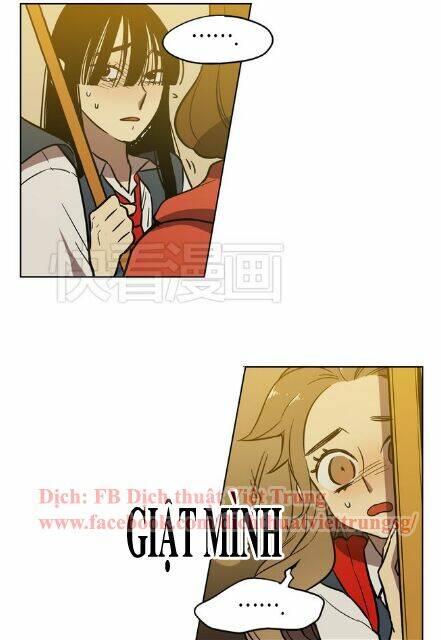 .......
快看漫画
Dịch: FB Dịch thuật Việt Trung
www.facebook.com/dichthuatviettrungsg/
GIẬT MÌNH
.......